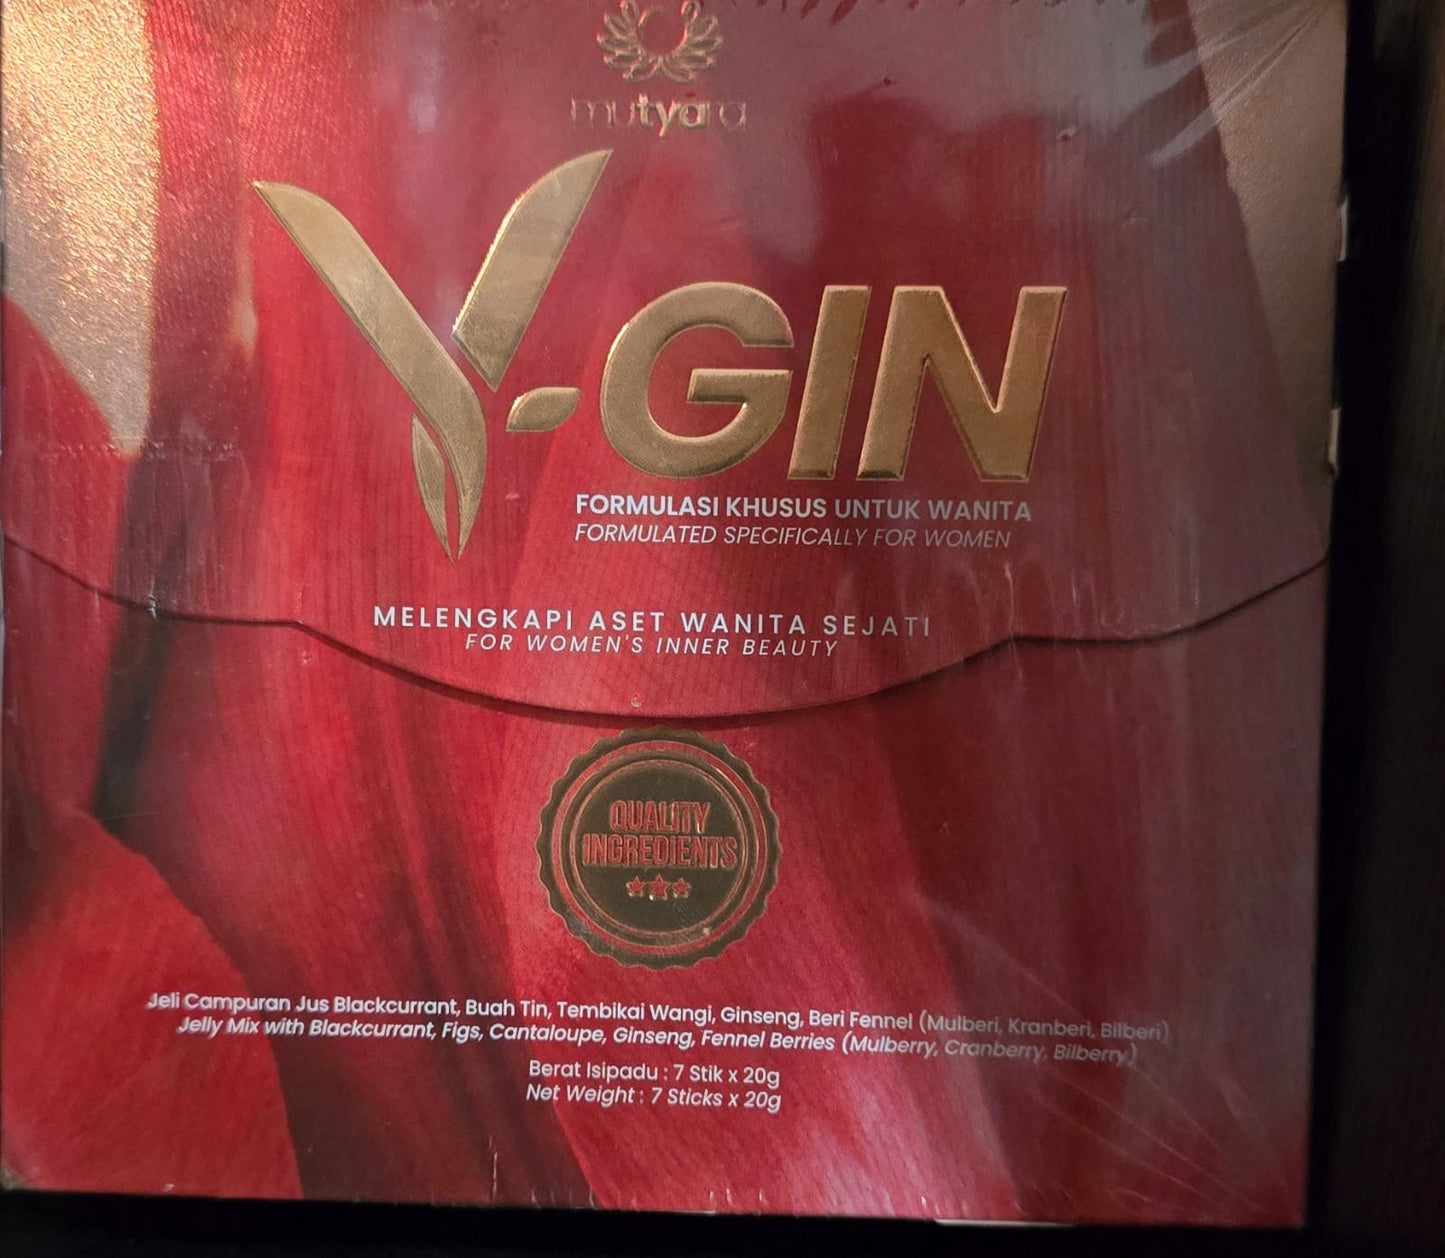 mutyara
Y-GIN
FORMULASI KHUSUS UNTUK WANITA
FORMULATED SPECIFICALLY FOR WOMEN
MELENGKAPI ASET WANITA SEJATI
FOR WOMEN'S INNER BEAUTY
QUALITY
INGREDIENTS
Jeli Campuran Jus Blackcurrant, Buah Tin, Tembikai Wangi, Ginseng, Beri Fennel (Mulberi, Kranberi, Bilberi)
Jelly Mix with Blackcurrant, Figs, Cantaloupe, Ginseng, Fennel Berries (Mulberry, Cranberry, Bilberry)
Berat Isipadu : 7 Stik x 20g
Net Weight : 7 Sticks x 20g